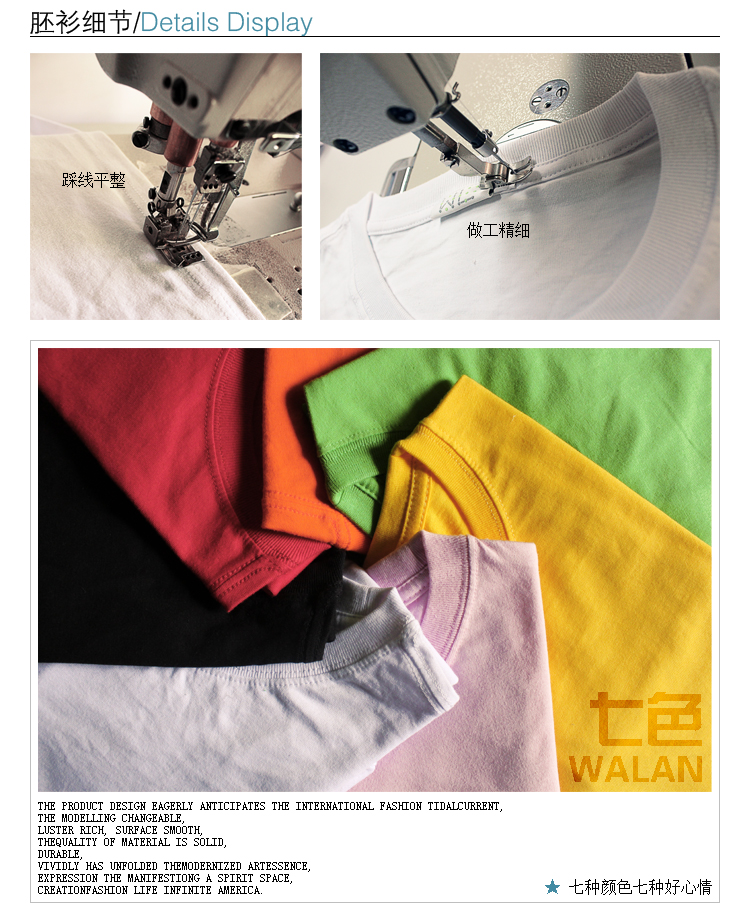 胚衫细节/Details Display
踩线平整
做工精细
七色
WALAN
THE PRODUCT DESIGN EAGERLY ANTICIPATES THE INTERNATIONAL FASHION TIDALCURRENT,
THE MODELLING CHANGEABLE,
LUSTER RICH, SURFACE SMOOTH,
THEQUALITY OF MATERIAL IS SOLID,
DURABLE,
VIVIDLY HAS UNFOLDED THEMODERNIZED ARTESSENCE,
EXPRESSION THE MANIFESTIONG A SPIRIT SPACE,
CREATIONFASHION LIFE INFINITE AMERICA.
★ 七种颜色七种好心情